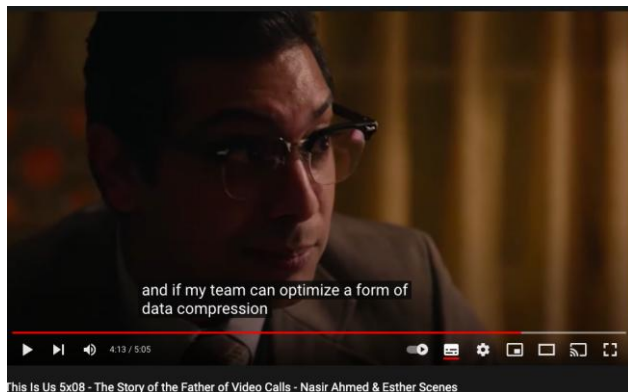 and if my team can optimize a form of
data compression
4:13 / 5:05
This Is Us 5x08 - The Story of the Father of Video Calls - Nasir Ahmed & Esther Scenes